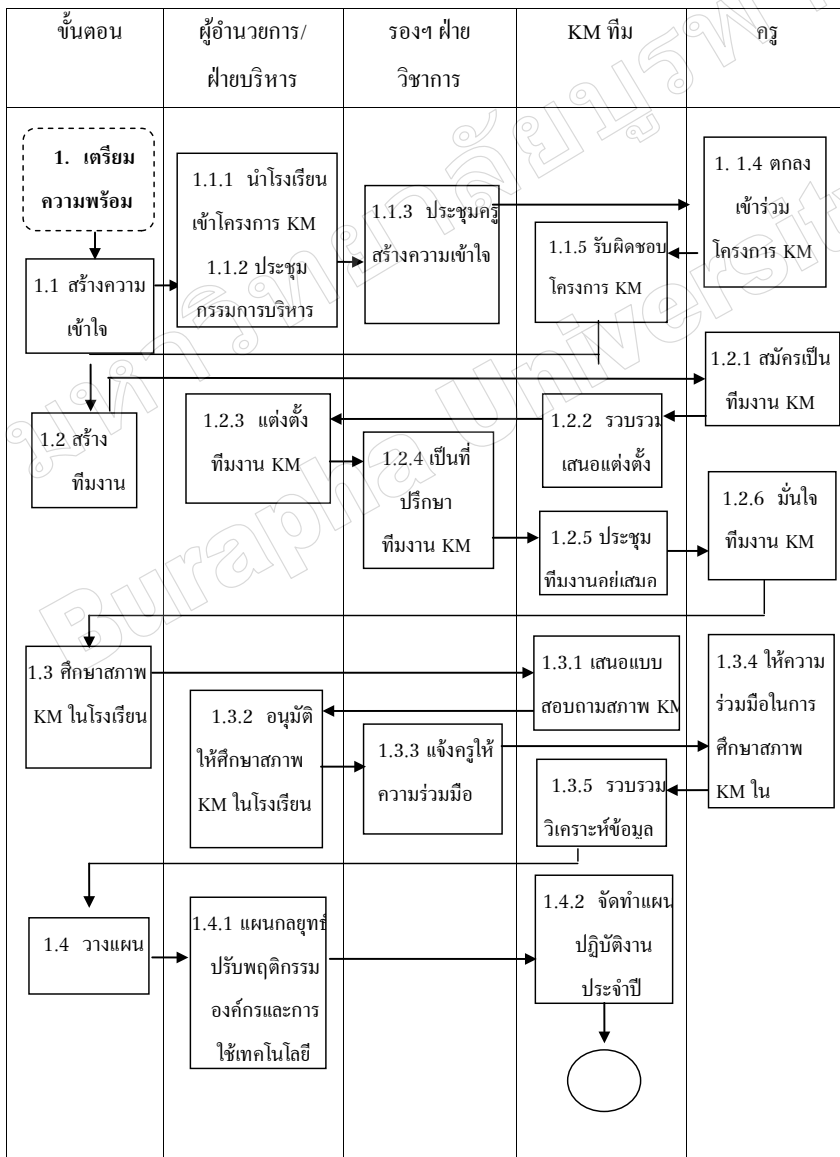 ขั้นตอน
ผู้อำนวยการ/
ฝ่ายบริหาร
รองฯ ฝ่าย
วิชาการ
KM ทีม
ครู
1. เตรียม
ความพร้อม
1.1 สร้างความ
เข้าใจ
1.1.1 นำโรงเรียน
เข้าโครงการ KM
1.1.2 ประชุม
กรรมการบริหาร
1.1.3 ประชุมครู
สร้างความเข้าใจ
1. 1.4 ตกลง
เข้าร่วม
โครงการ KM
1.1.5 รับผิดชอบ
โครงการ KM
1.2 สร้าง
ทีมงาน
1.2.1 สมัครเป็น
ทีมงาน KM
1.2.2 รวบรวม
เสนอแต่งตั้ง
1.2.3 แต่งตั้ง
ทีมงาน KM
1.2.4 เป็นที่
ปรึกษา
ทีมงาน KM
1.2.5 ประชุม
ทีมงานอย่เสมอ
1.2.6 มั่นใจ
ทีมงาน KM
1.3 ศึกษาสภาพ
KM ในโรงเรียน
1.3.1 เสนอแบบ
สอบถามสภาพ KM
1.3.2 อนุมัติ
ให้ศึกษาสภาพ
KM ในโรงเรียน
1.3.3 แจ้งครูให้
ความร่วมมือ
1.3.4 ให้ความ
ร่วมมือในการ
ศึกษาสภาพ
KM ใน
1.3.5 รวบรวม
วิเคราะห์ข้อมูล
1.4 วางแผน
1.4.1 แผนกลยุทธ์
ปรับพฤติกรรม
องค์กรและการ
ใช้เทคโนโลยี
1.4.2 จัดทำแผน
ปฏิบัติงาน
ประจำปี
มหาวิทยาลัยบูรพา
Burapha University